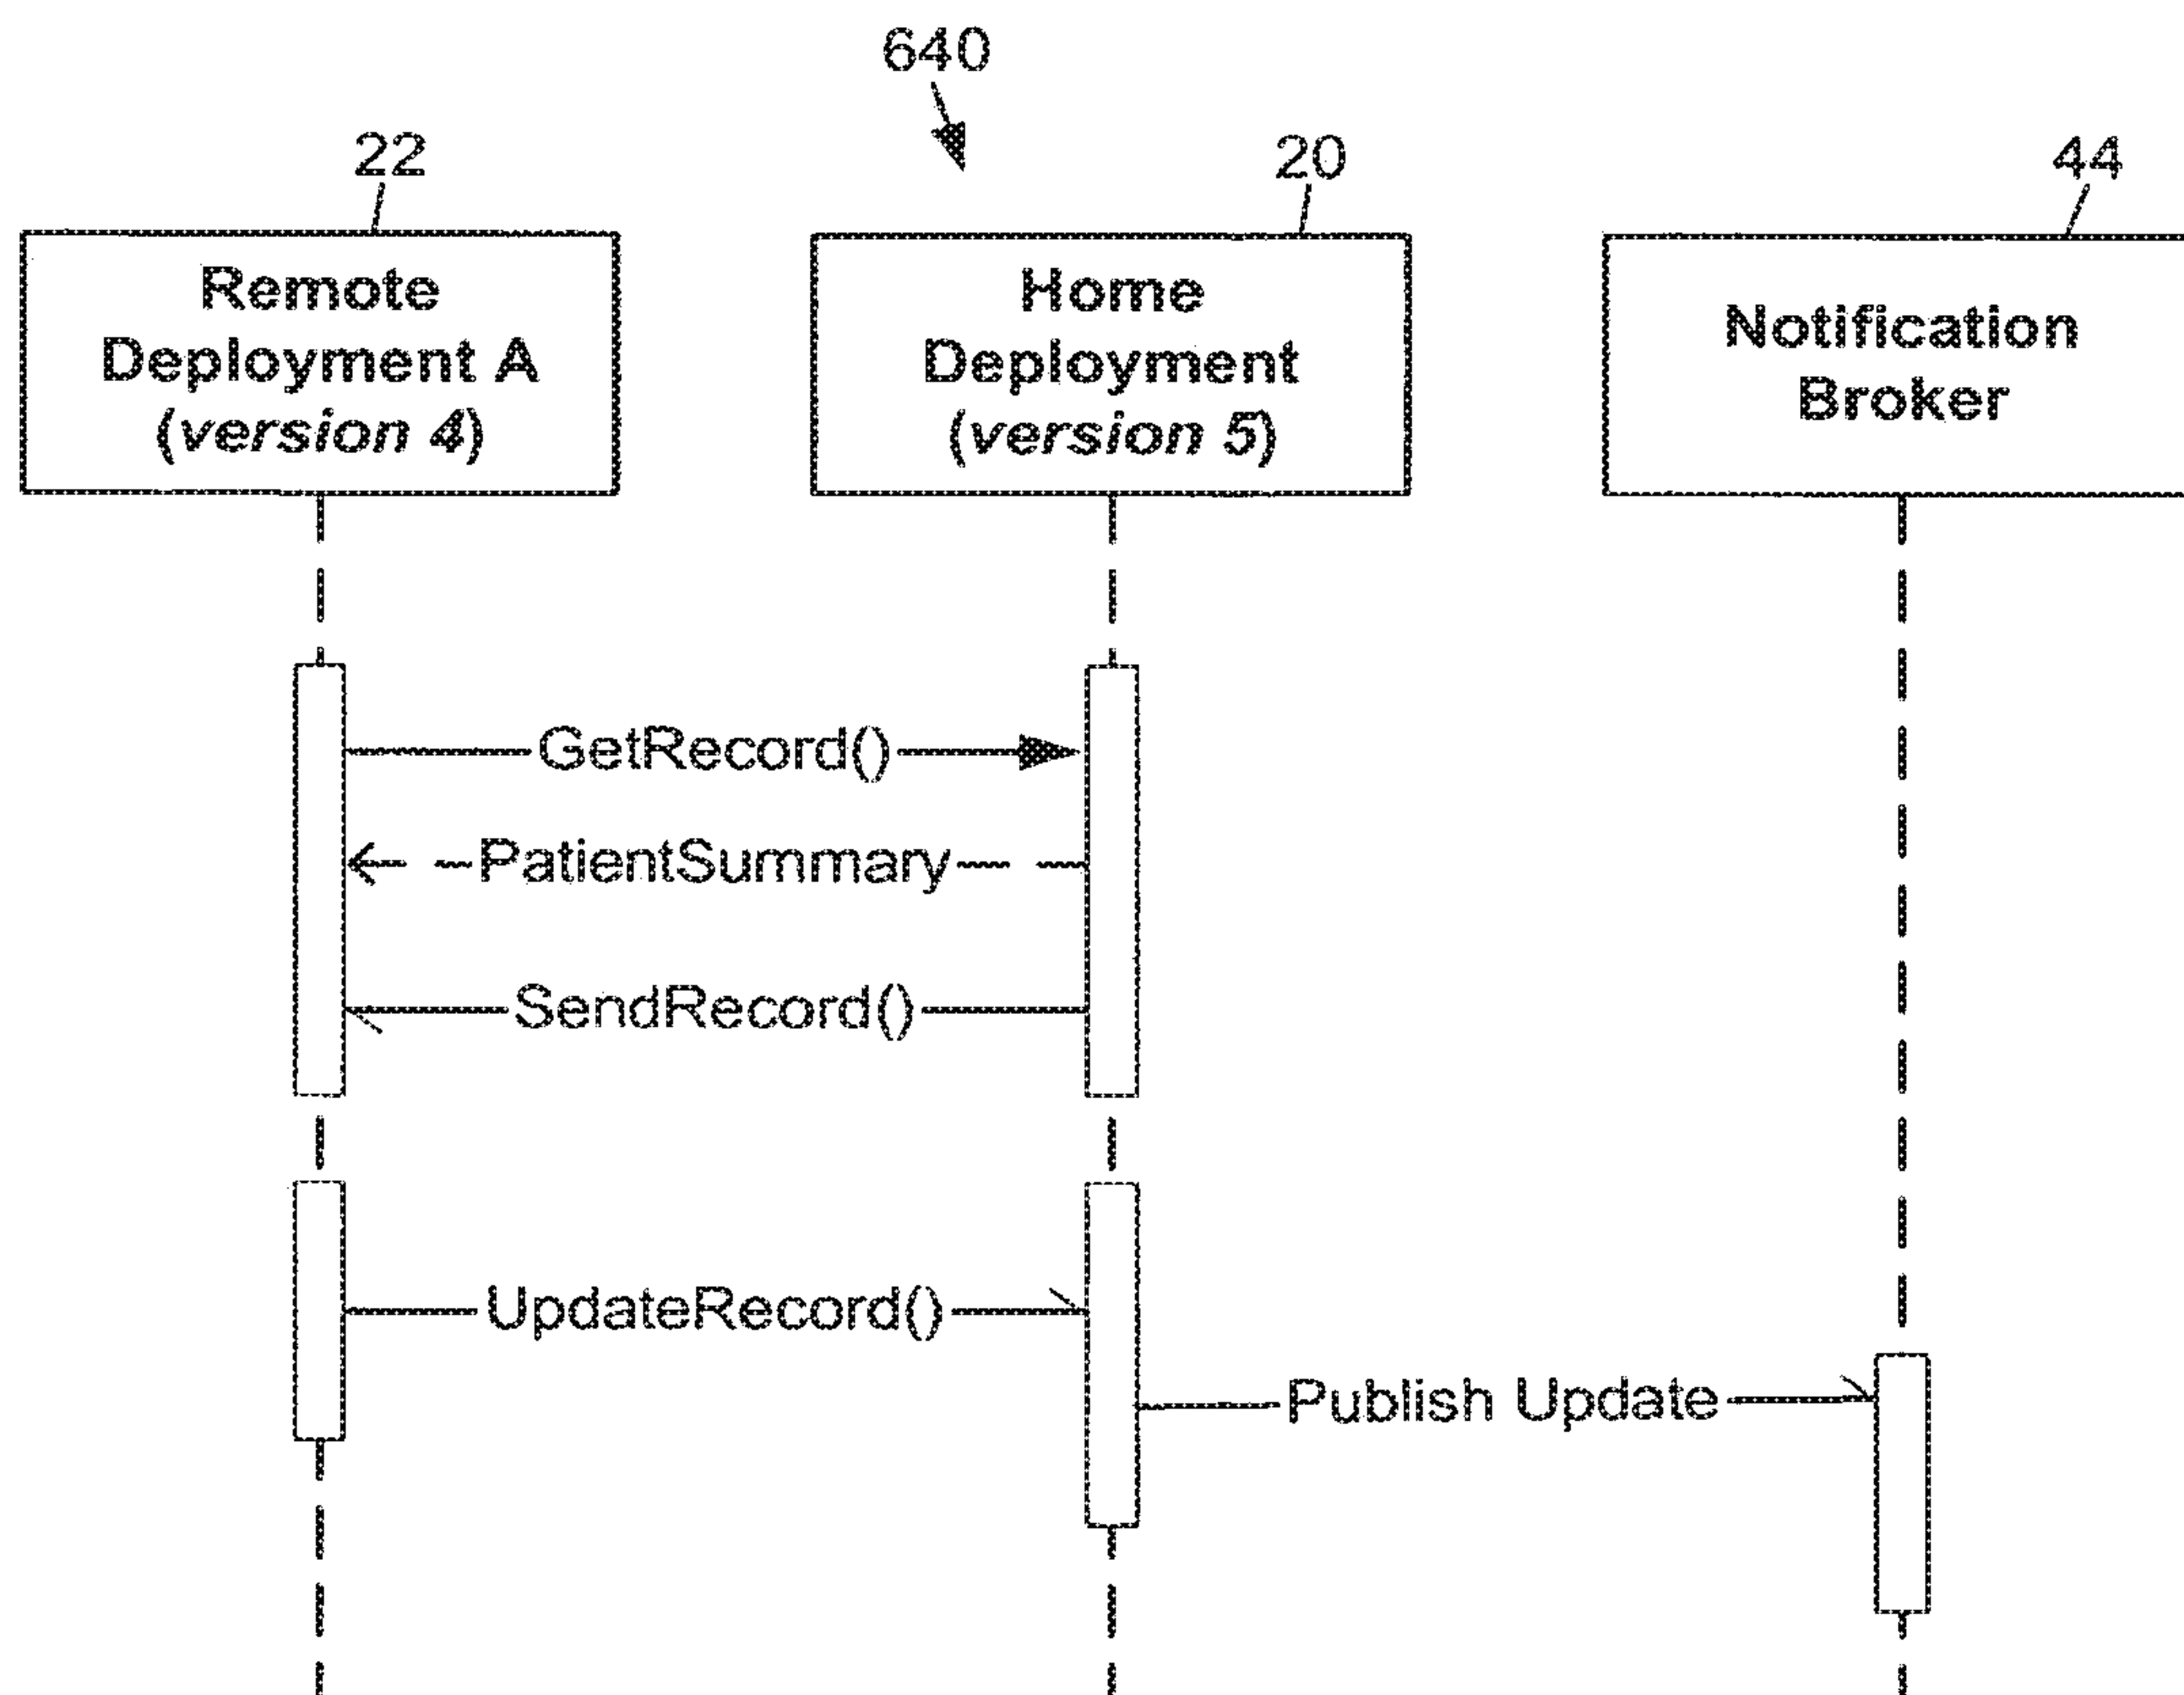 640
22
20
44
Remote
Deployment A
(version 4)
Home
Deployment
(version 5)
Notification
Broker
GetRecord()
PatientSummary
SendRecord()
UpdateRecord()
Publish Update